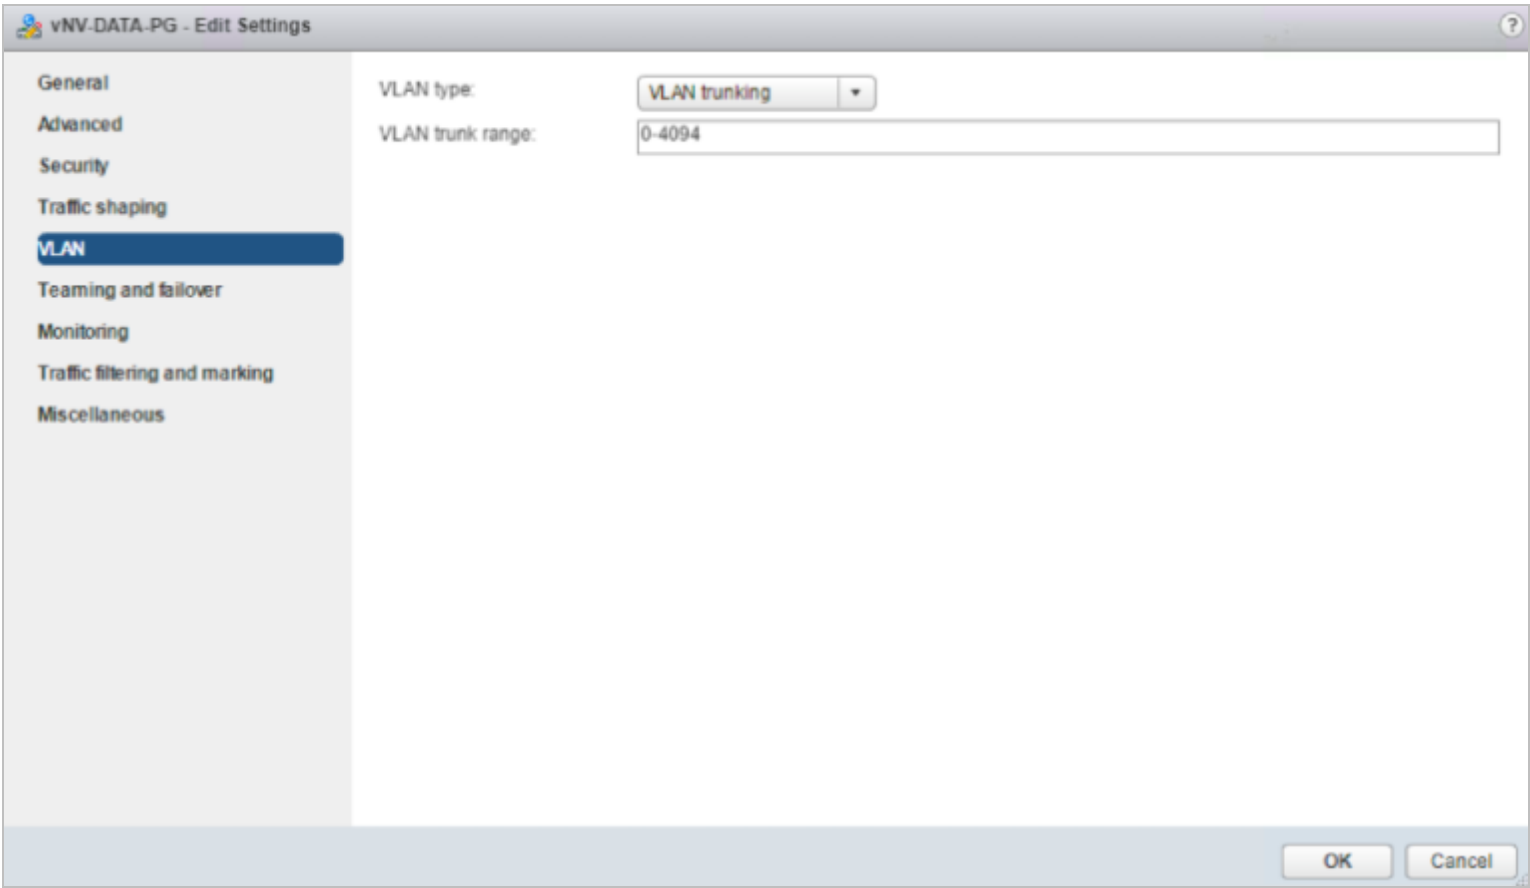 vNV-DATA-PG - Edit Settings
?
General
Advanced
Security
Traffic shaping
VLAN
Teaming and failover
Monitoring
Traffic filtering and marking
Miscellaneous
VLAN type: VLAN trunking
VLAN trunk range: 0-4094
OK Cancel